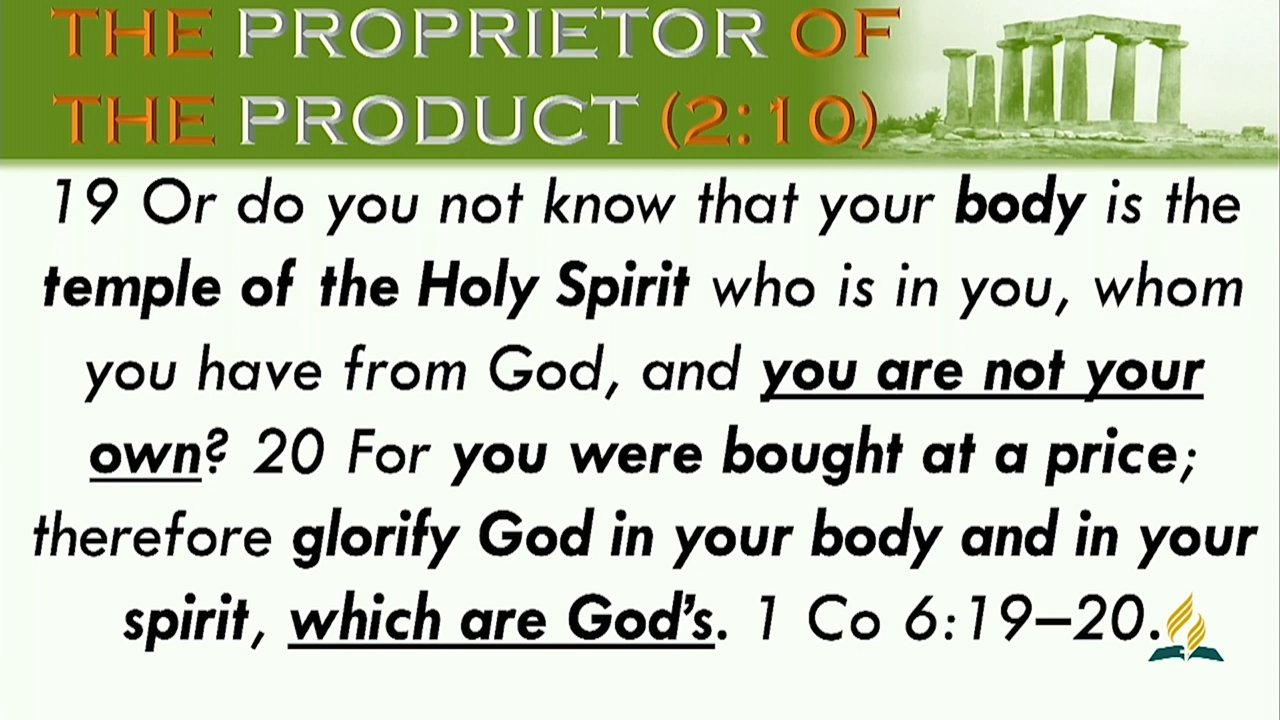 THE PROPRIETOR OF
THE PRODUCT (2:10)
19 Or do you not know that your body is the
temple of the Holy Spirit who is in you, whom
you have from God, and you are not your
own? 20 For you were bought at a price;
therefore glorify God in your body and in your
spirit, which are God’s. 1 Co 6:19–20.